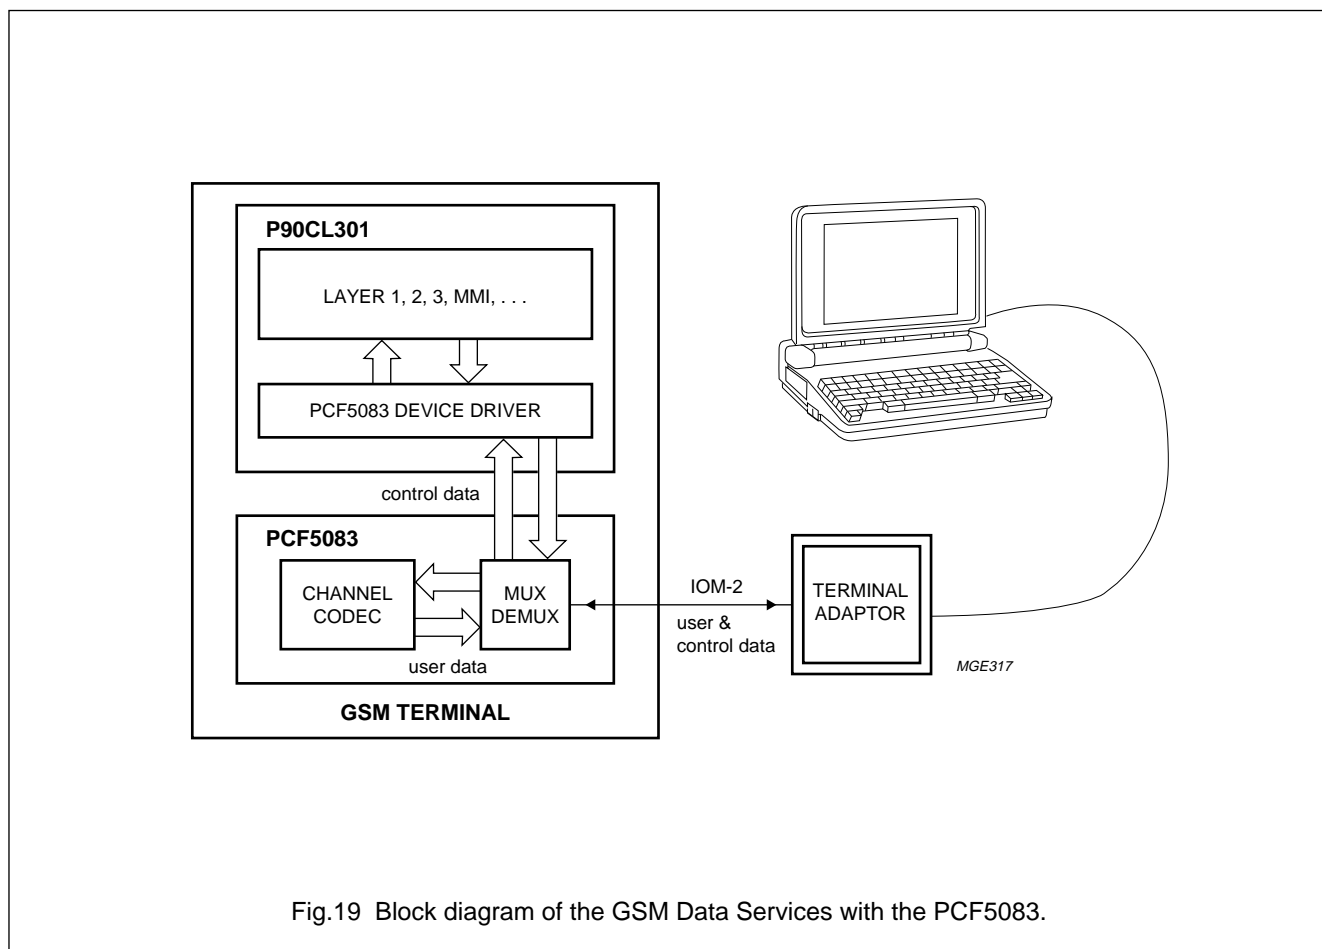 P90CL301
LAYER 1, 2, 3, MMI, . . .
PCF5083 DEVICE DRIVER
control data
PCF5083
CHANNEL
CODEC
MUX
DEMUX
user data
GSM TERMINAL
IOM-2
user &
control data
TERMINAL
ADAPTOR
MGE317
Fig.19 Block diagram of the GSM Data Services with the PCF5083.